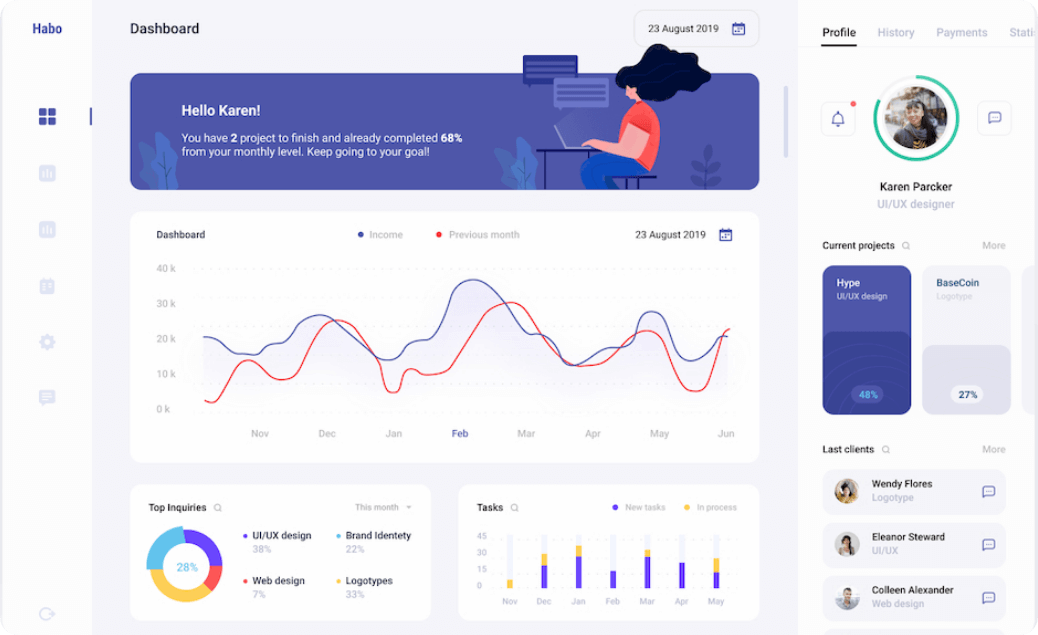 Habo
Dashboard
23 August 2019
Hello Karen!
You have 2 project to finish and already completed 68%
from your monthly level. Keep going to your goal!
Dashboard
Income
Previous month
23 August 2019
40 k
30 k
20 k
10 k
0 k
Nov Dec Jan Feb Mar Apr May Jun
Top Inquiries
This month
28%
UI/UX design
38%
Brand Identety
22%
Web design
7%
Logotypes
33%
Tasks
New tasks
In process
45
30
15
0
Nov Dec Jan Feb Mar Apr May
Profile History Payments Stati
Karen Parcker
UI/UX designer
Current projects
More
Hype
UI/UX design
48%
BaseCoin
Logotype
27%
Last clients
More
Wendy Flores
Logotype
Eleanor Steward
UI/UX
Colleen Alexander
Web design